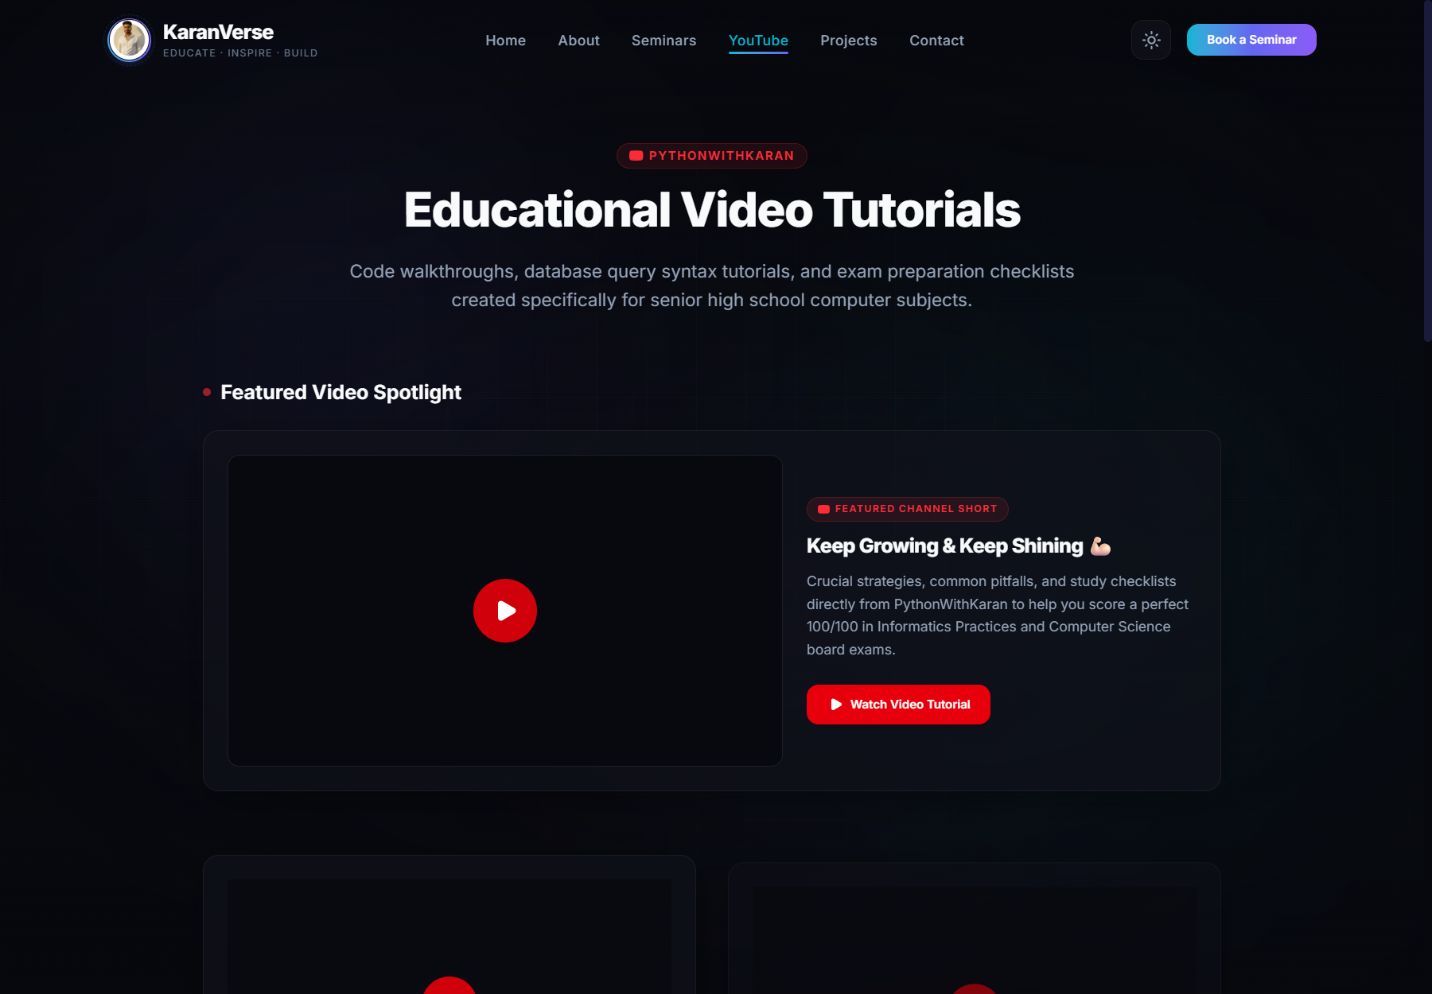 KaranVerse
EDUCATE · INSPIRE · BUILD
Home
About
Seminars
YouTube
Projects
Contact
Book a Seminar
PYTHONWITHKARAN
Educational Video Tutorials
Code walkthroughs, database query syntax tutorials, and exam preparation checklists
created specifically for senior high school computer subjects.
Featured Video Spotlight
FEATURED CHANNEL SHORT
Keep Growing & Keep Shining 💪🏻
Crucial strategies, common pitfalls, and study checklists
directly from PythonWithKaran to help you score a perfect
100/100 in Informatics Practices and Computer Science
board exams.
Watch Video Tutorial